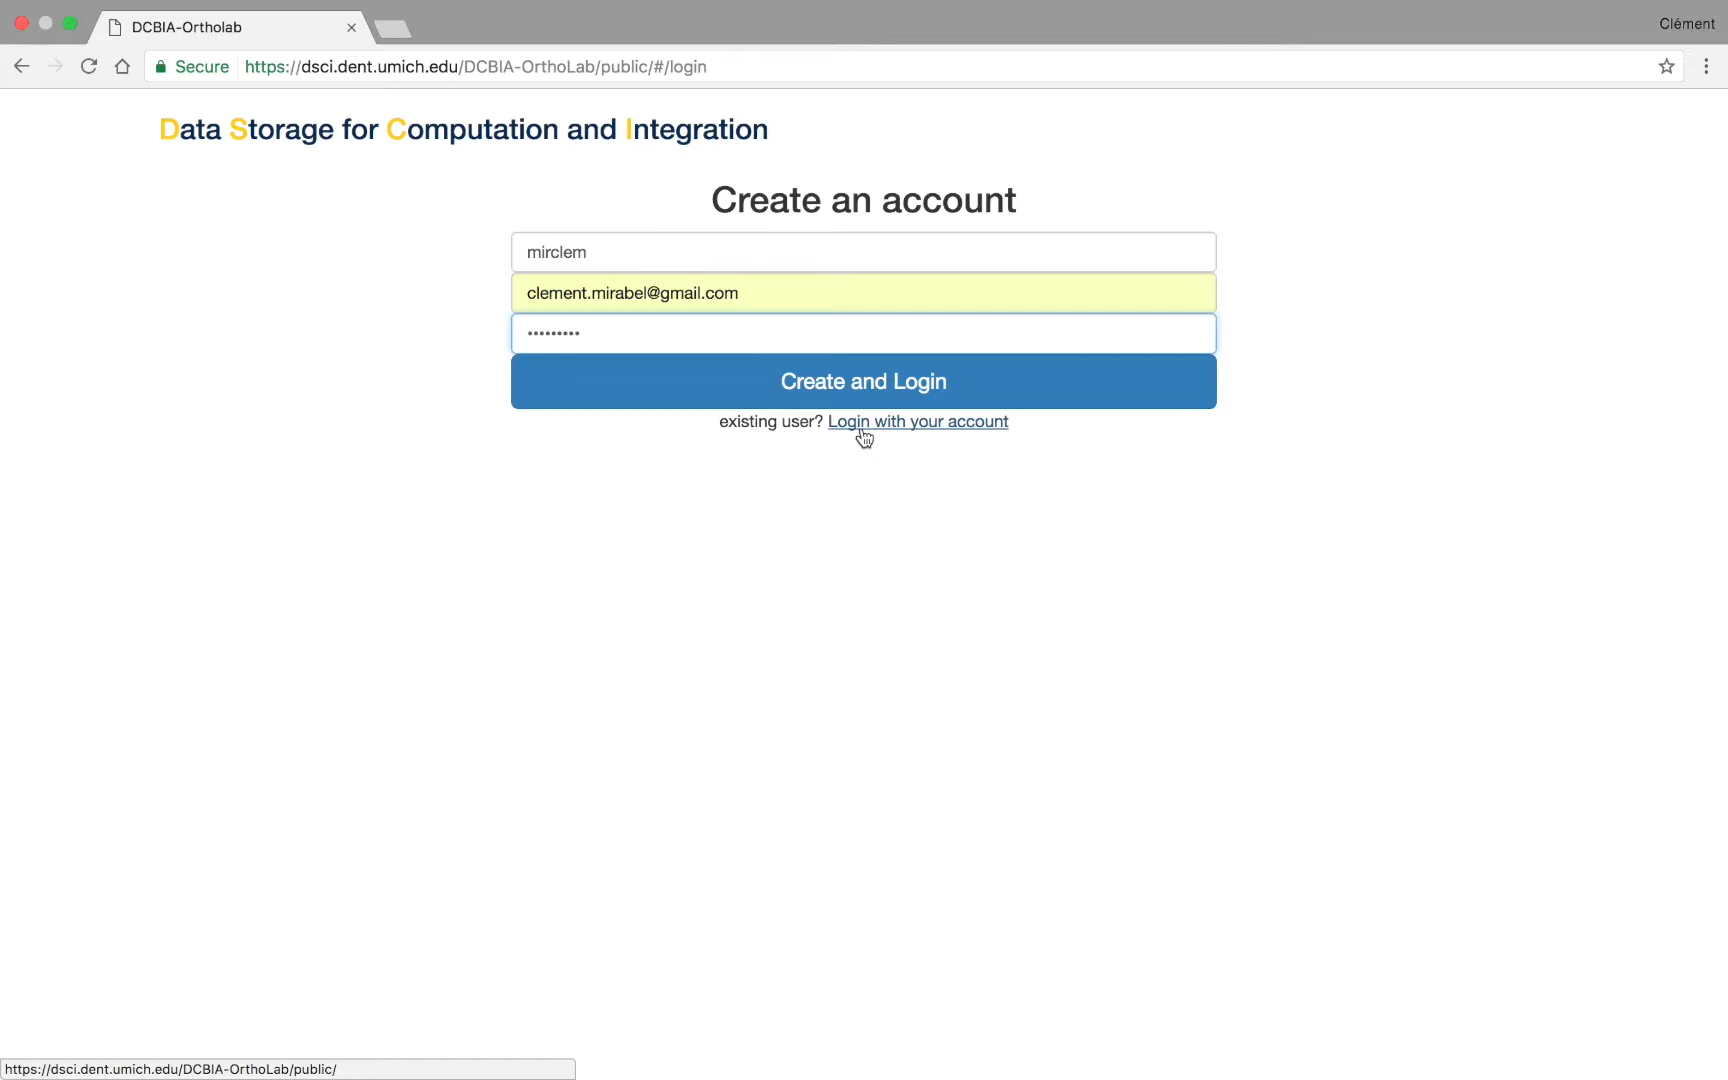 DCBIA-Ortholab
Clément
Secure https://dsci.dent.umich.edu/DCBIA-OrthoLab/public/#/login
Data Storage for Computation and Integration
Create an account
mirclem
clement.mirabel@gmail.com
•••••••••
Create and Login
existing user? Login with your account
https://dsci.dent.umich.edu/DCBIA-OrthoLab/public/